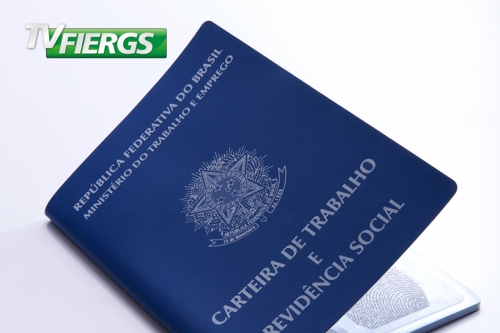 TVFIERGS
REPÚBLICA FEDERATIVA DO BRASIL
MINISTÉRIO DO TRABALHO E EMPREGO
CARTEIRA DE TRABALHO
E
REVIDÊNCIA SOCIAL